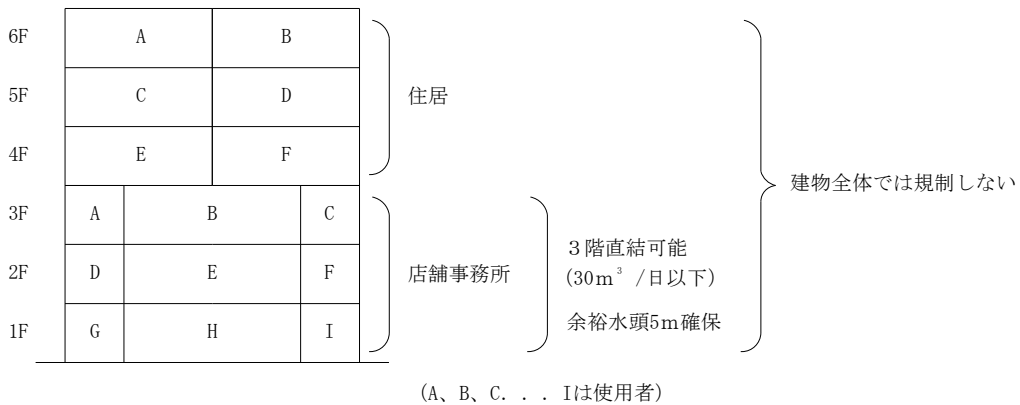 6F A B
5F C D 住居
4F E F
建物全体では規制しない
3F A B C
３階直結可能
2F D E F 店舗事務所 (30m³ /日以下)
1F G H I 余裕水頭5m確保
(A、B、C．．．Iは使用者)